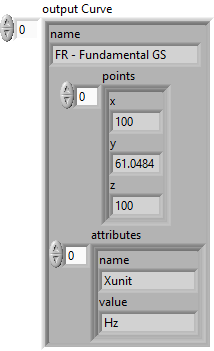 output Curve
0
name
FR - Fundamental GS
points
0
x
100
y
61.0484
z
100
attributes
0
name
Xunit
value
Hz